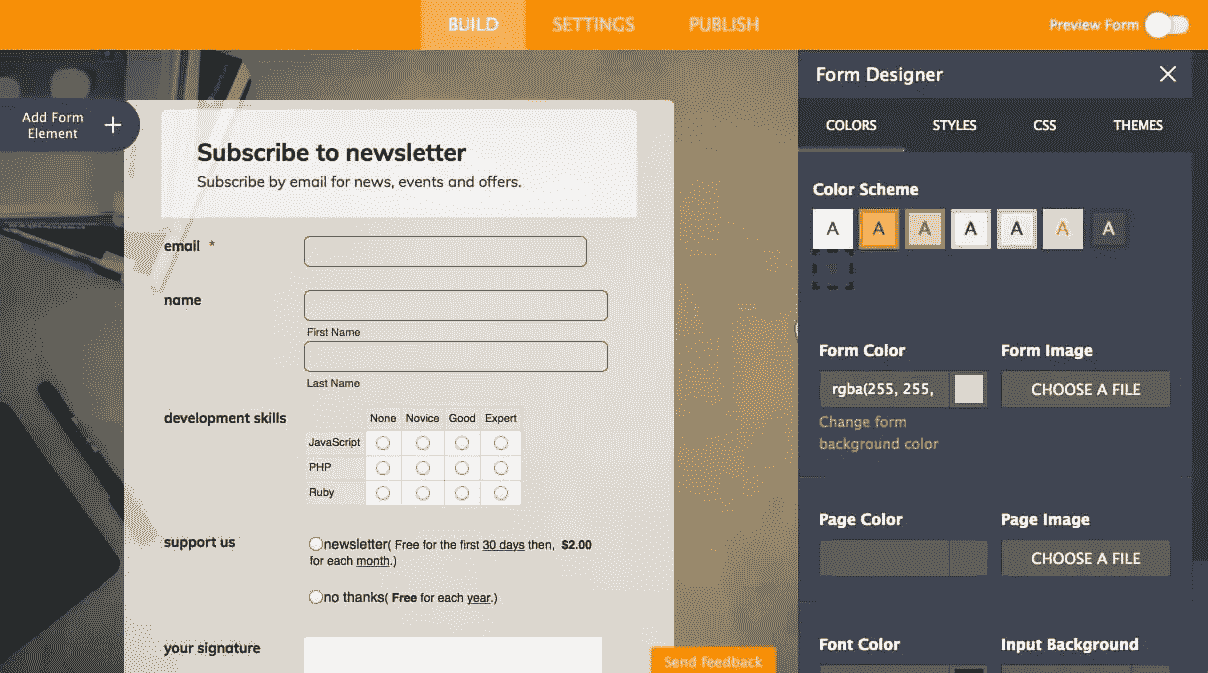 BUILD SETTINGS PUBLISH Preview Form
Add Form
Element +
Subscribe to newsletter
Subscribe by email for news, events and offers.
email *
name
First Name
Last Name
development skills
None Novice Good Expert
JavaScript
PHP
Ruby
support us
newsletter( Free for the first 30 days then, $2.00
for each month.)
no thanks( Free for each year.)
your signature
Send feedback
Form Designer
COLORS STYLES CSS THEMES
Color Scheme
A A A A A A A
Form Color Form Image
rgba(255, 255, CHOOSE A FILE
Change form
background color
Page Color Page Image
CHOOSE A FILE
Font Color Input Background